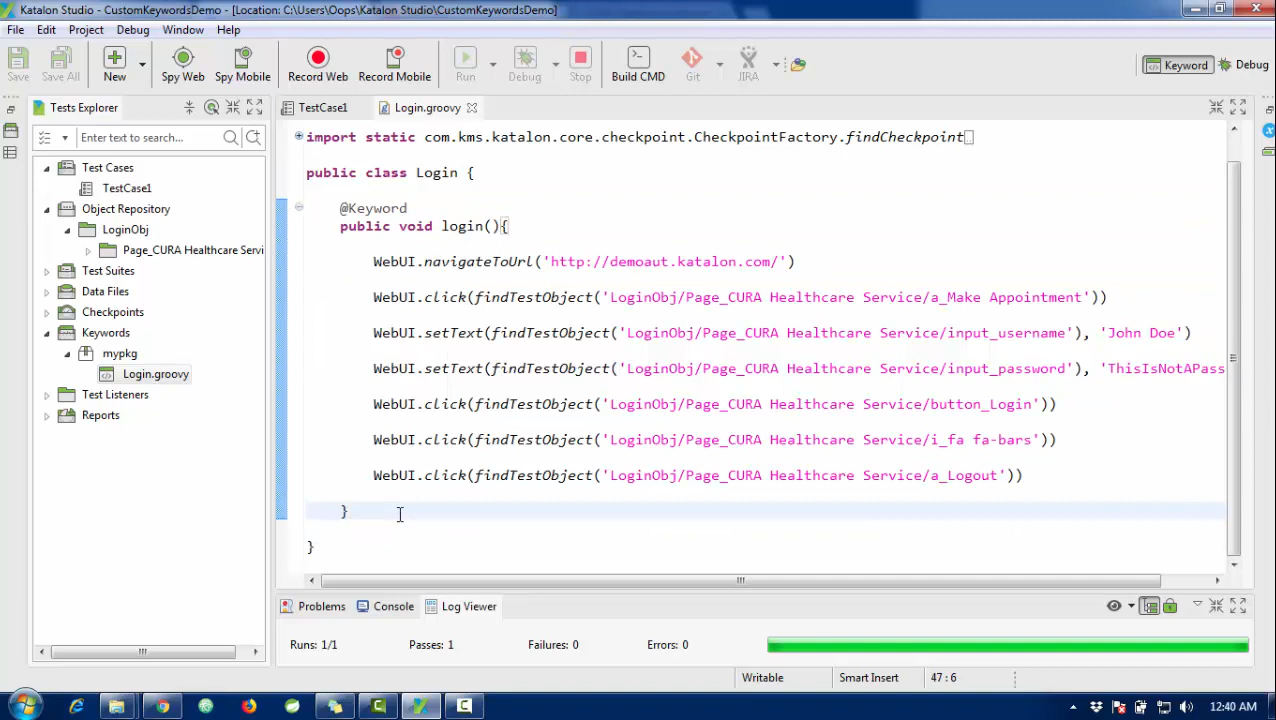 Katalon Studio - CustomKeywordsDemo - [Location: C:\Users\Oops\Katalon Studio\CustomKeywordsDemo]
File Edit Project Debug Window Help
Save Save All New Spy Web Spy Mobile Record Web Record Mobile Run Debug Stop Build CMD Git JIRA Keyword Debug
Tests Explorer
Enter text to search...
Test Cases
TestCase1
Object Repository
LoginObj
Page_CURA Healthcare Servi
Test Suites
Data Files
Checkpoints
Keywords
mypkg
Login.groovy
Test Listeners
Reports
TestCase1 Login.groovy
import static com.kms.katalon.core.checkpoint.CheckpointFactory.findCheckpoint
public class Login {
@Keyword
public void login(){
WebUI.navigateToUrl('http://demoaut.katalon.com/')
WebUI.click(findTestObject('LoginObj/Page_CURA Healthcare Service/a_Make Appointment'))
WebUI.setText(findTestObject('LoginObj/Page_CURA Healthcare Service/input_username'), 'John Doe')
WebUI.setText(findTestObject('LoginObj/Page_CURA Healthcare Service/input_password'), 'ThisIsNotAPass
WebUI.click(findTestObject('LoginObj/Page_CURA Healthcare Service/button_Login'))
WebUI.click(findTestObject('LoginObj/Page_CURA Healthcare Service/i_fa fa-bars'))
WebUI.click(findTestObject('LoginObj/Page_CURA Healthcare Service/a_Logout'))
}
}
Problems Console Log Viewer
Runs: 1/1 Passes: 1 Failures: 0 Errors: 0
Writable Smart Insert 47 : 6
12:40 AM